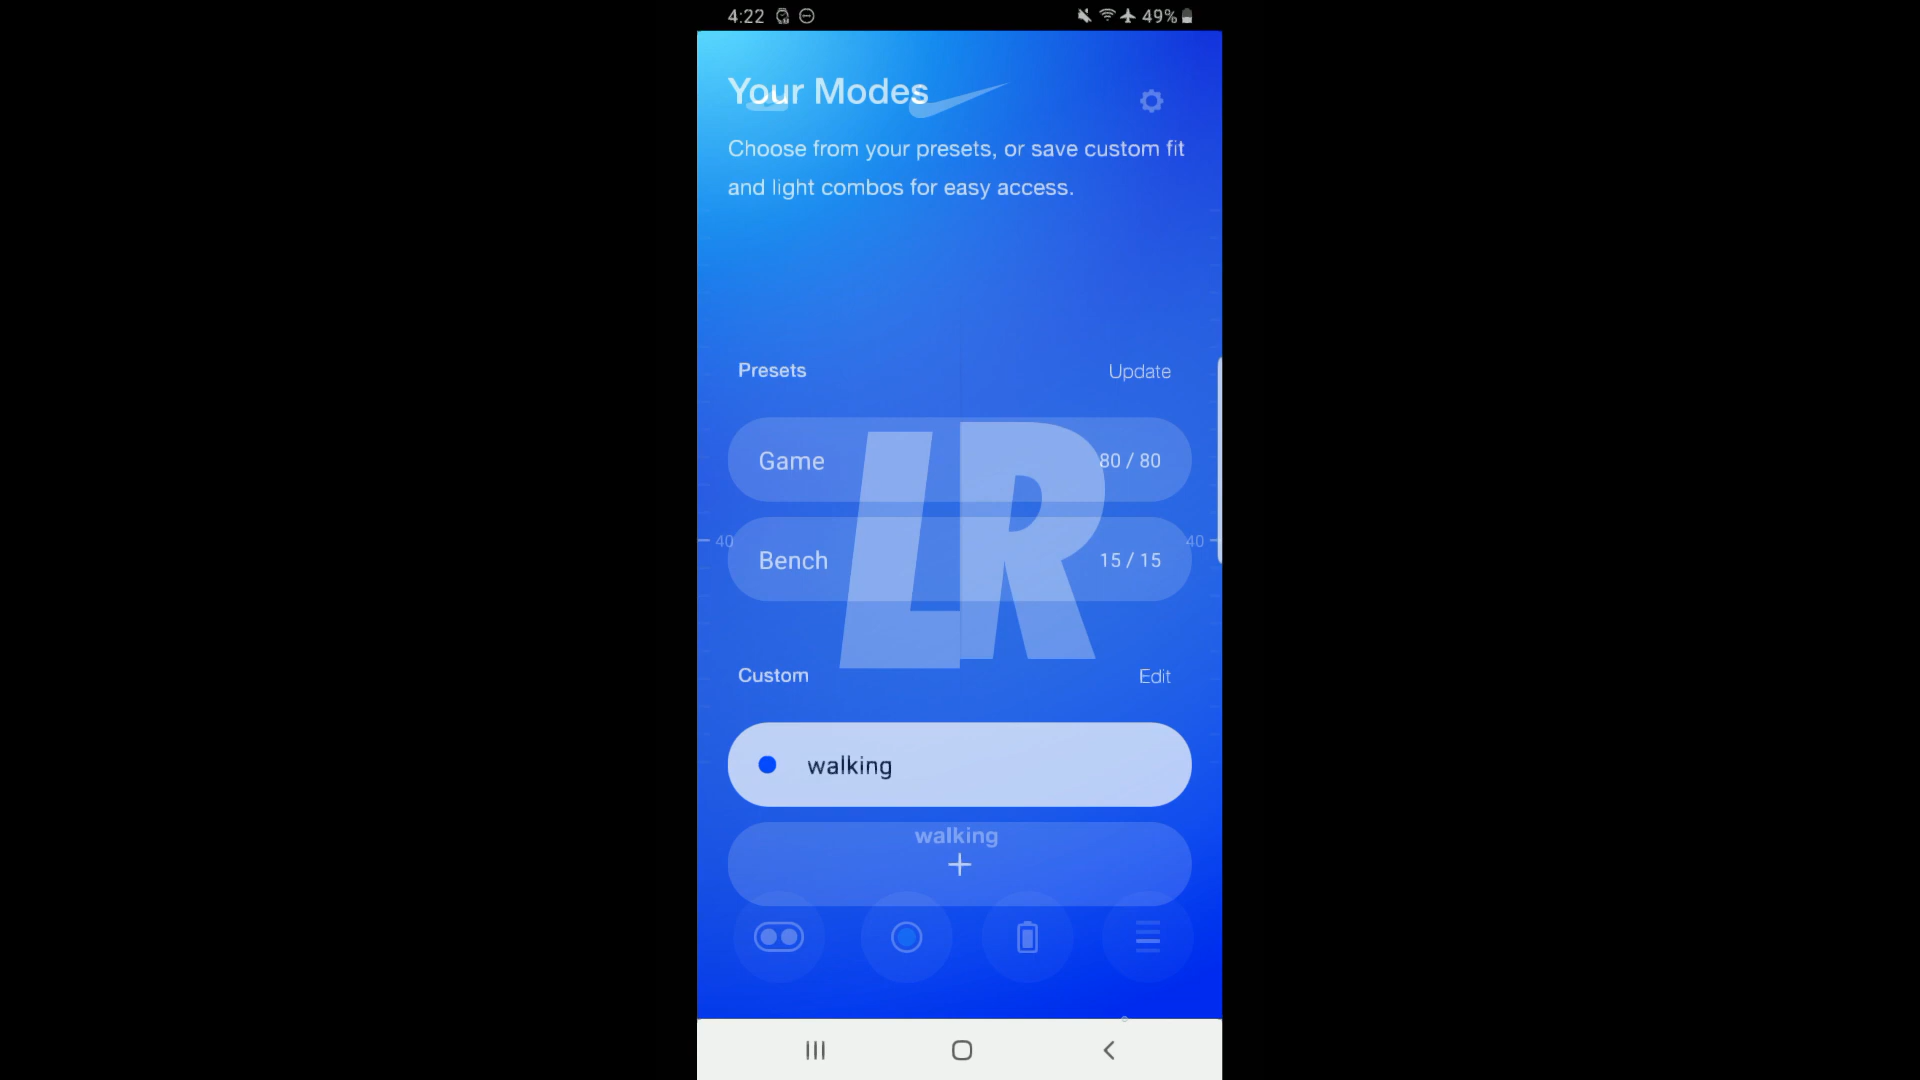 4:22
49%
Your Modes
Choose from your presets, or save custom fit
and light combos for easy access.
Presets
Update
Game
80 / 80
40
40
Bench
15 / 15
LR
Custom
Edit
walking
walking
+